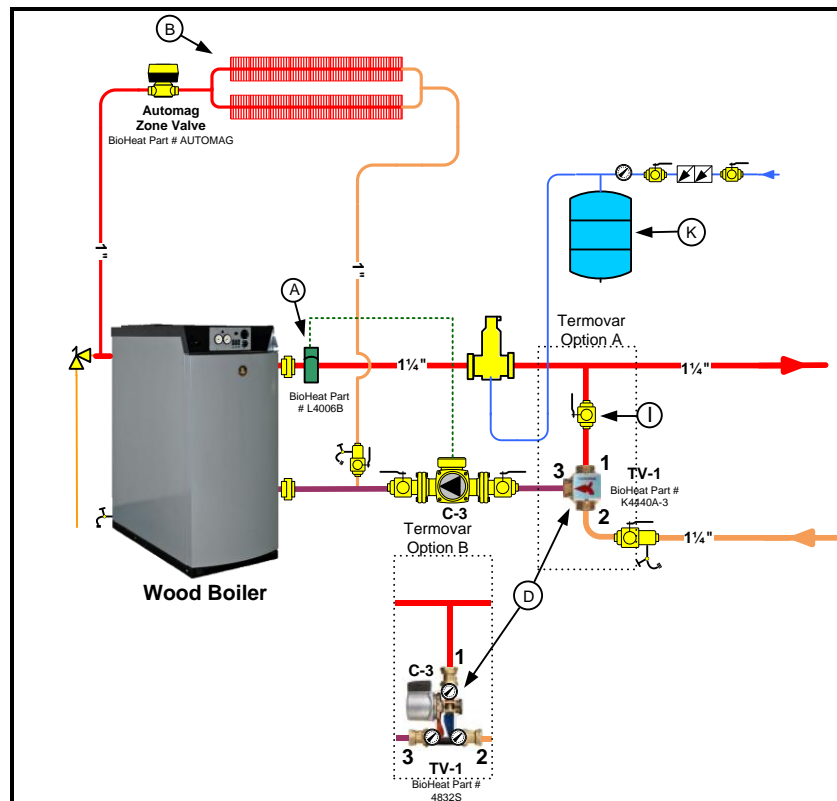 B
Automag
Zone Valve
BioHeat Part # AUTOMAG
1"
1"
K
A
Termovar
Option A
1¼"
1¼"
BioHeat Part
# L4006B
I
3
1
TV-1
BioHeat Part #
K4440A-3
2
C-3
Termovar
Option B
1¼"
Wood Boiler
D
1
C-3
3
2
TV-1
BioHeat Part #
4832S